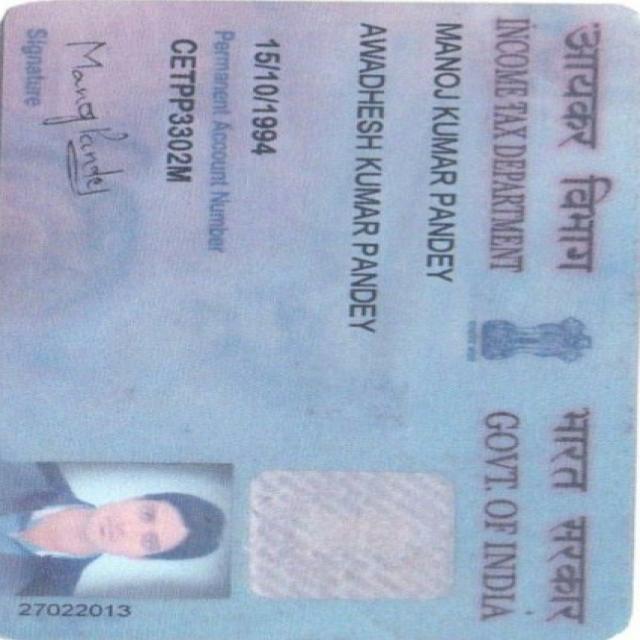 आयकर विभाग
INCOME TAX DEPARTMENT
भारत सरकार
GOVT. OF INDIA
MANOJ KUMAR PANDEY
AWADHESH KUMAR PANDEY
15/10/1994
Permanent Account Number
CETPP3302M
Manoj Pandey
Signature
27022013